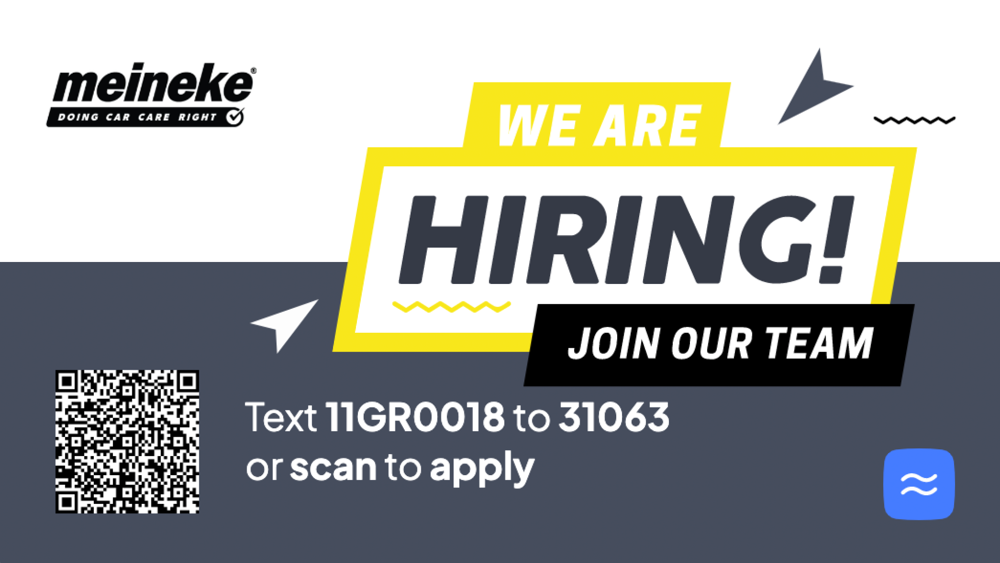 meineke®
DOING CAR CARE RIGHT
WE ARE
HIRING!
JOIN OUR TEAM
Text 11GR0018 to 31063
or scan to apply